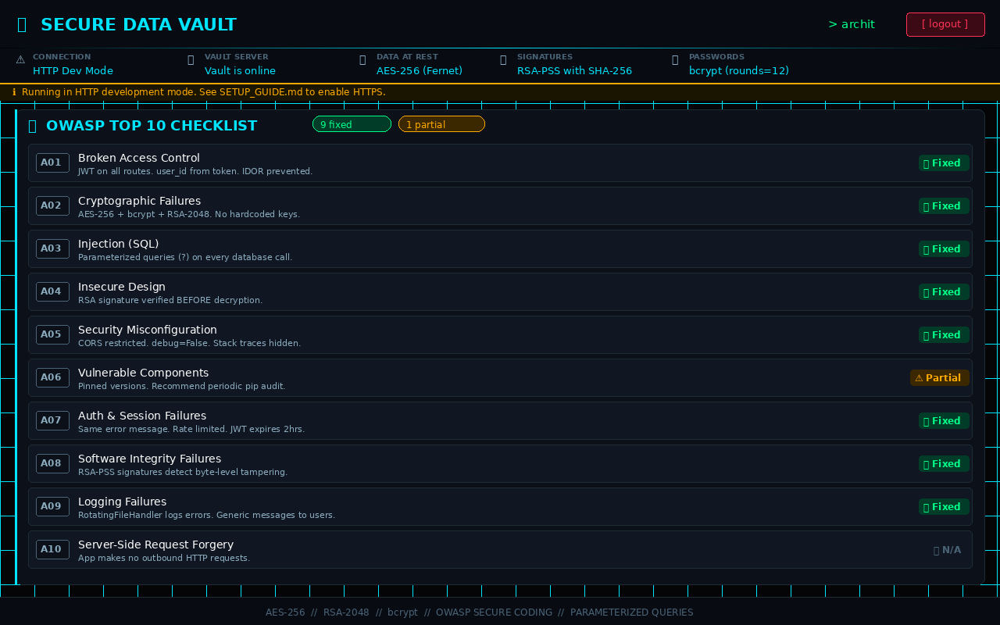 SECURE DATA VAULT
> archit
[ logout ]
⚠ CONNECTION
HTTP Dev Mode
VAULT SERVER
Vault is online
DATA AT REST
AES-256 (Fernet)
SIGNATURES
RSA-PSS with SHA-256
PASSWORDS
bcrypt (rounds=12)
ℹ Running in HTTP development mode. See SETUP_GUIDE.md to enable HTTPS.
OWASP TOP 10 CHECKLIST
9 fixed
1 partial
A01
Broken Access Control
JWT on all routes. user_id from token. IDOR prevented.
Fixed
A02
Cryptographic Failures
AES-256 + bcrypt + RSA-2048. No hardcoded keys.
Fixed
A03
Injection (SQL)
Parameterized queries (?) on every database call.
Fixed
A04
Insecure Design
RSA signature verified BEFORE decryption.
Fixed
A05
Security Misconfiguration
CORS restricted. debug=False. Stack traces hidden.
Fixed
A06
Vulnerable Components
Pinned versions. Recommend periodic pip audit.
⚠ Partial
A07
Auth & Session Failures
Same error message. Rate limited. JWT expires 2hrs.
Fixed
A08
Software Integrity Failures
RSA-PSS signatures detect byte-level tampering.
Fixed
A09
Logging Failures
RotatingFileHandler logs errors. Generic messages to users.
Fixed
A10
Server-Side Request Forgery
App makes no outbound HTTP requests.
N/A
AES-256 // RSA-2048 // bcrypt // OWASP SECURE CODING // PARAMETERIZED QUERIES